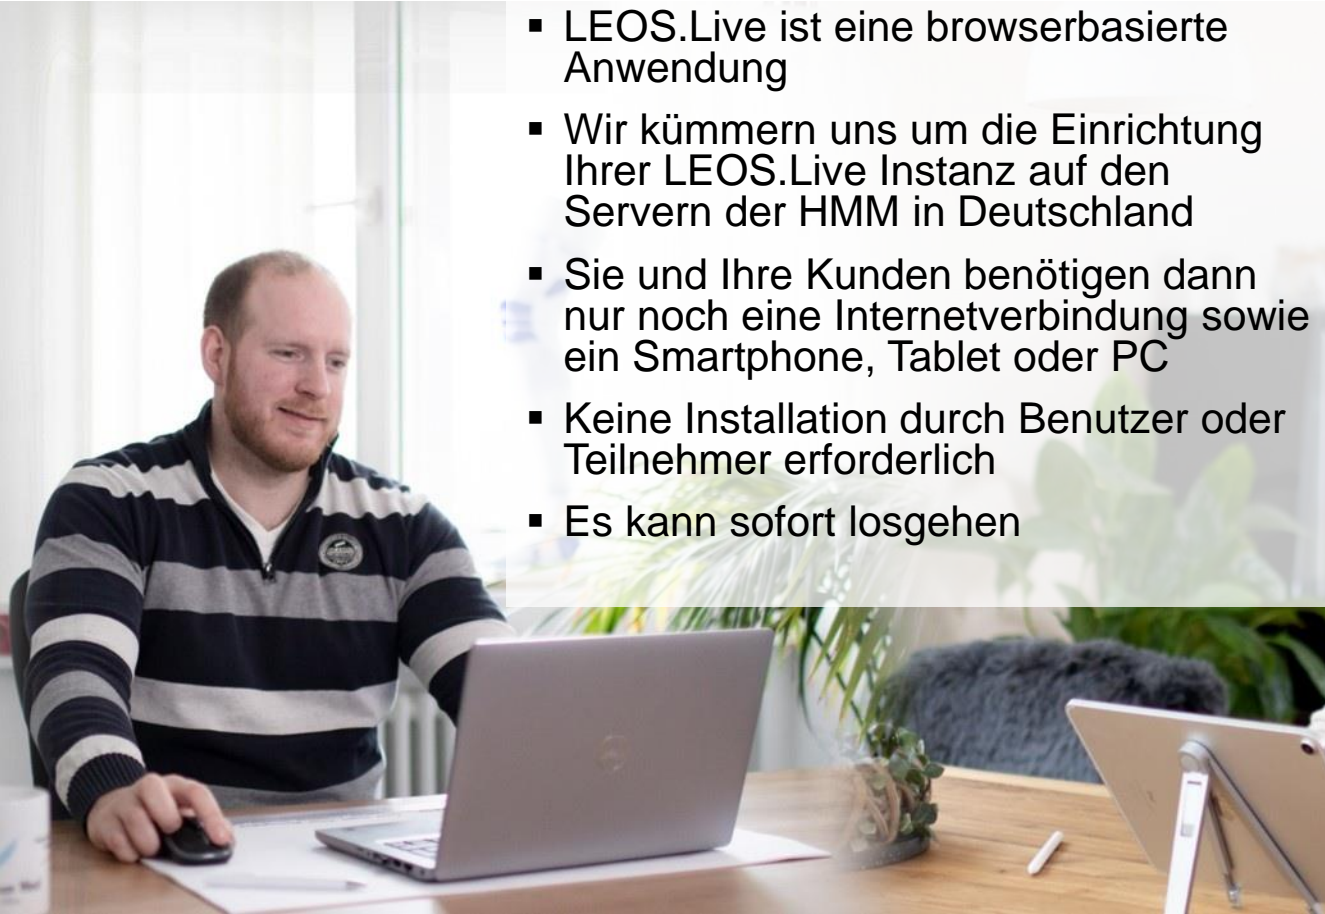 ▪ LEOS.Live ist eine browserbasierte
Anwendung
▪ Wir kümmern uns um die Einrichtung
Ihrer LEOS.Live Instanz auf den
Servern der HMM in Deutschland
▪ Sie und Ihre Kunden benötigen dann
nur noch eine Internetverbindung sowie
ein Smartphone, Tablet oder PC
▪ Keine Installation durch Benutzer oder
Teilnehmer erforderlich
▪ Es kann sofort losgehen